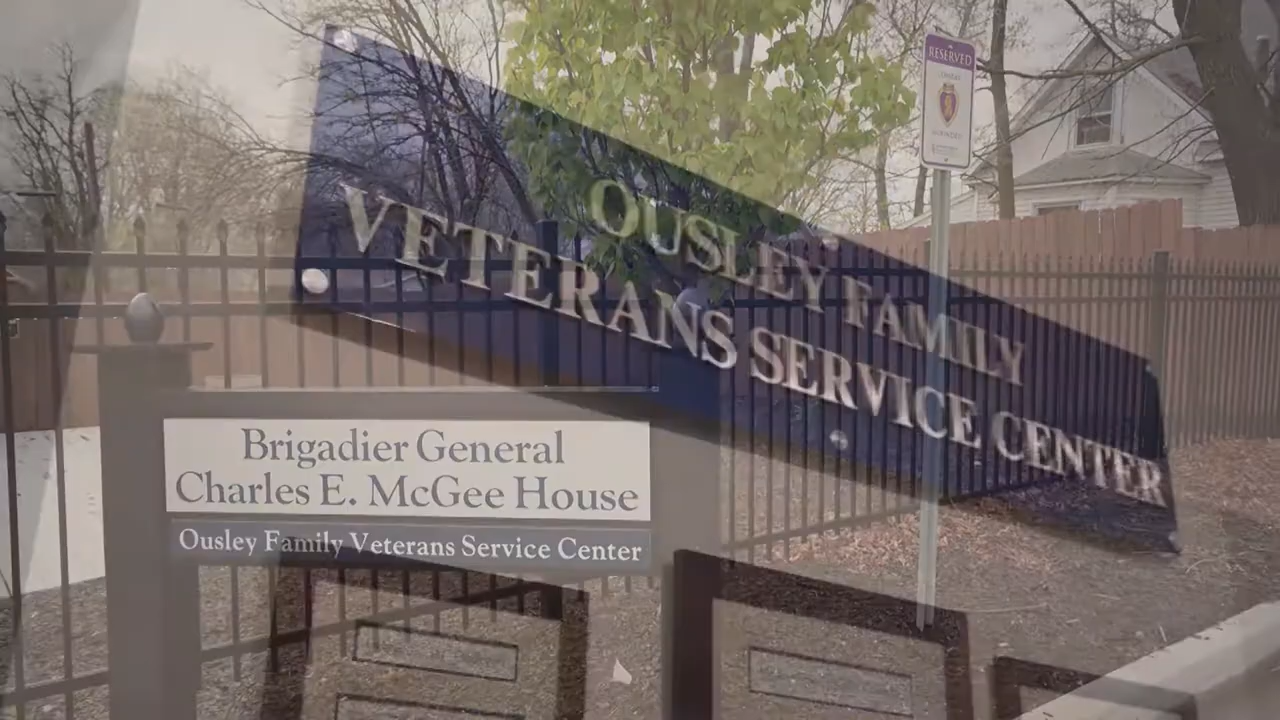 RESERVED
OUSLEY FAMILY
VETERANS SERVICE CENTER
Brigadier General
Charles E. McGee House
Ousley Family Veterans Service Center